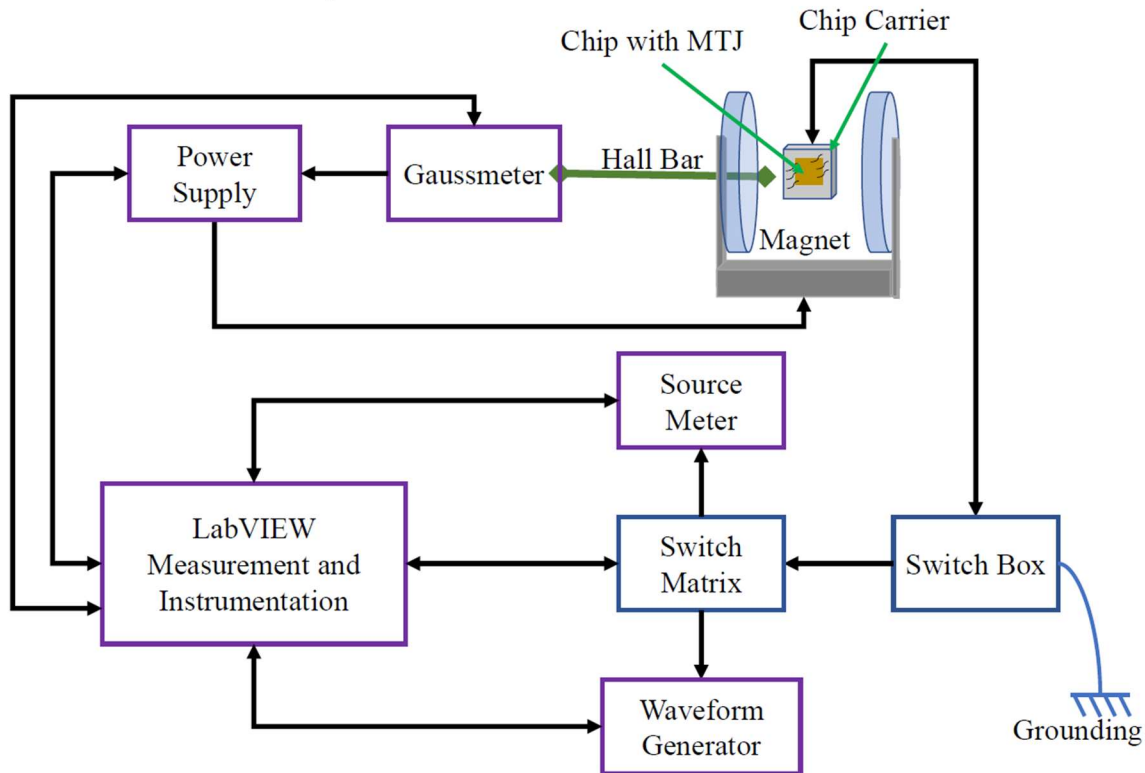 Chip with MTJ
Chip Carrier
Power
Supply
Gaussmeter
Hall Bar
Magnet
Source
Meter
LabVIEW
Measurement and
Instrumentation
Switch
Matrix
Switch Box
Waveform
Generator
Grounding